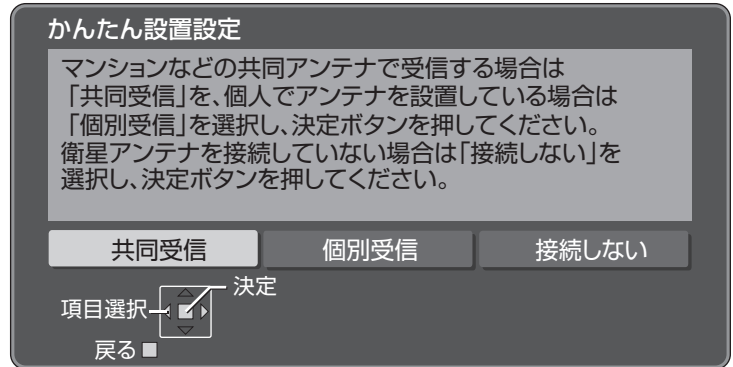 かんたん設置設定
マンションなどの共同アンテナで受信する場合は
「共同受信」を、個人でアンテナを設置している場合は
「個別受信」を選択し、決定ボタンを押してください。
衛星アンテナを接続していない場合は「接続しない」を
選択し、決定ボタンを押してください。
共同受信 個別受信 接続しない
決定
項目選択
戻る